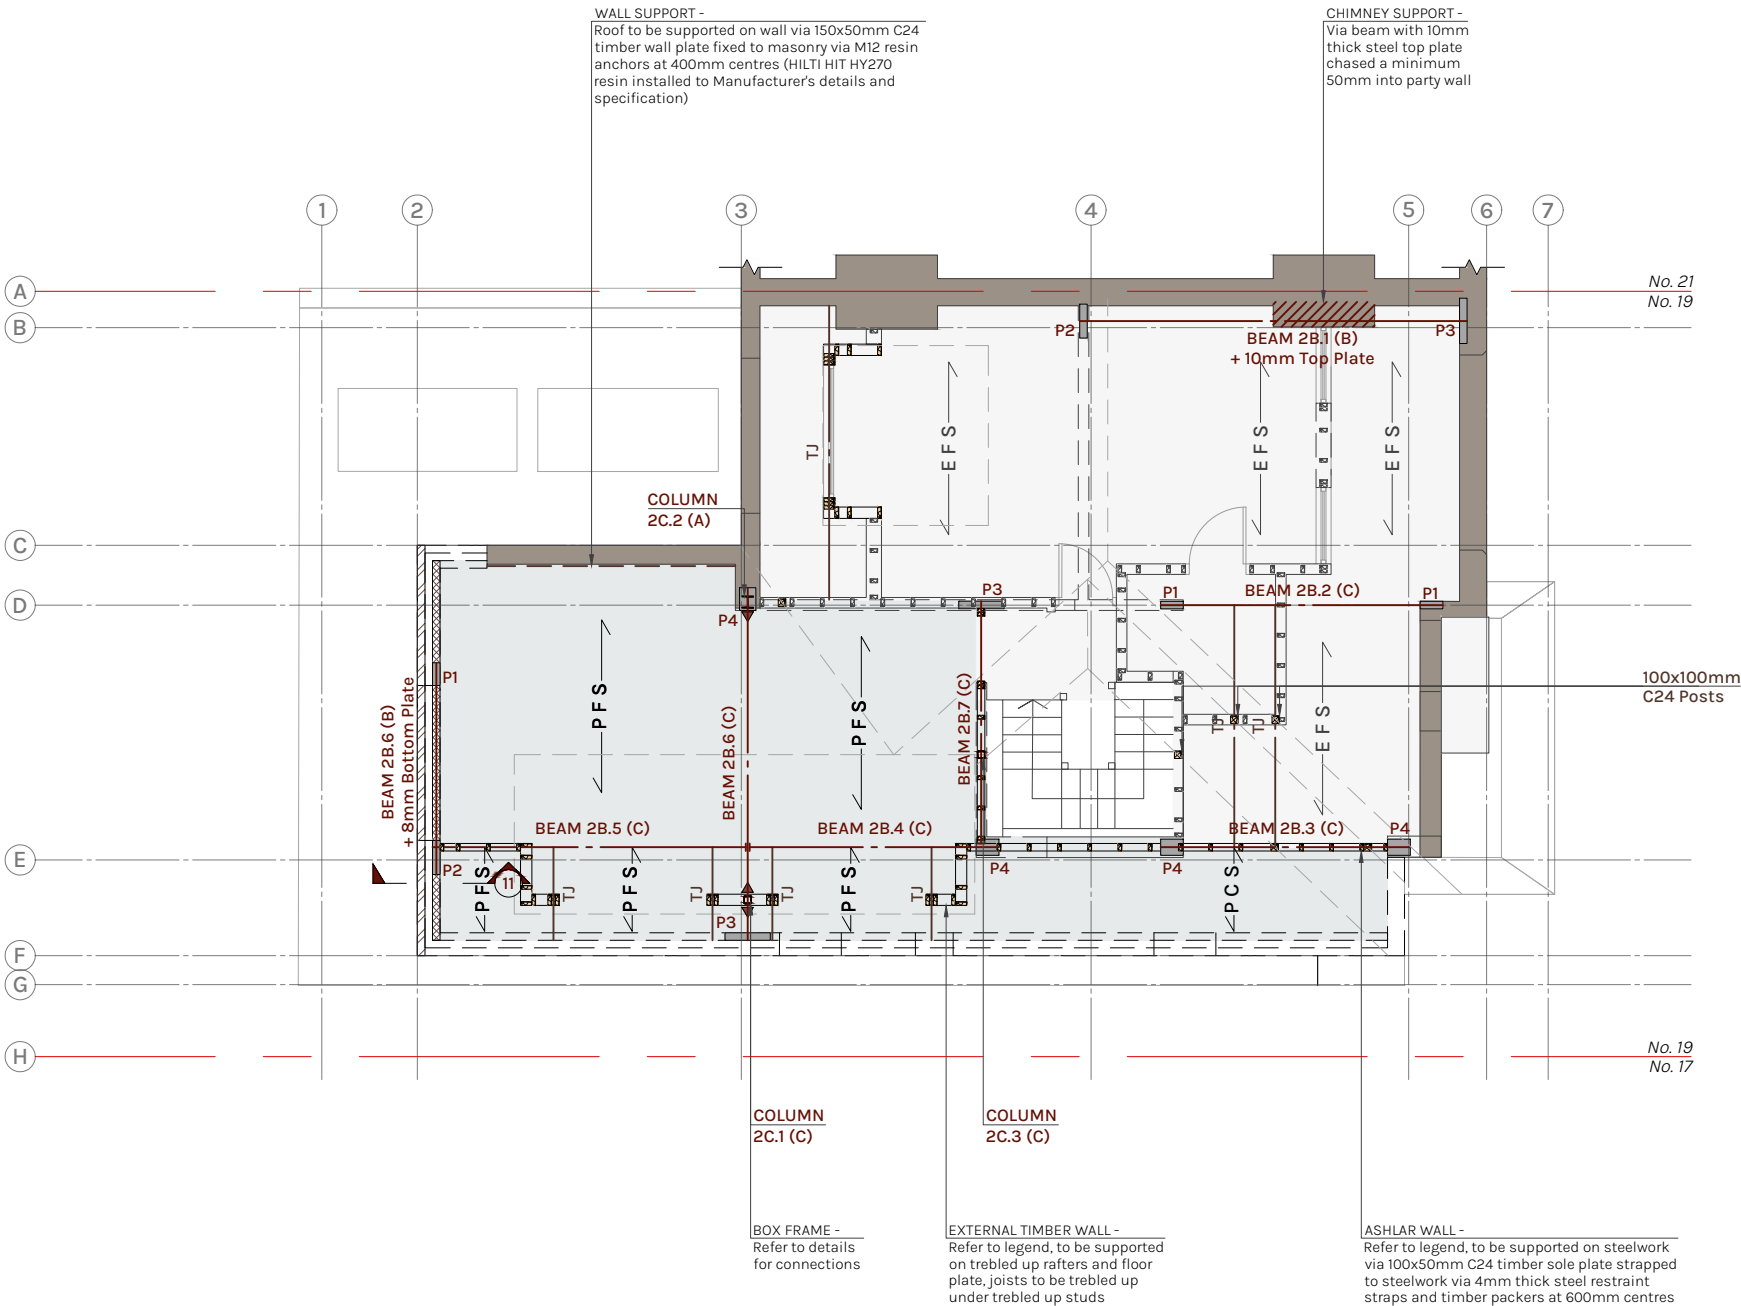 WALL SUPPORT -
Roof to be supported on wall via 150x50mm C24
timber wall plate fixed to masonry via M12 resin
anchors at 400mm centres (HILTI HIT HY270
resin installed to Manufacturer's details and
specification)
CHIMNEY SUPPORT -
Via beam with 10mm
thick steel top plate
chased a minimum
50mm into party wall
1
2
3
4
5
6
7
A
No. 21
No. 19
B
P2
P3
BEAM 2B.1 (B)
+ 10mm Top Plate
TJ
EFS
EFS
EFS
COLUMN
2C.2 (A)
C
D
P3
P1
BEAM 2B.2 (C)
P1
P4
P1
100x100mm
C24 Posts
BEAM 2B.6 (B)
+ 8mm Bottom Plate
PFS
BEAM 2B.6 (C)
PFS
BEAM 2B.7 (C)
TJ
TJ
EFS
BEAM 2B.5 (C)
BEAM 2B.4 (C)
BEAM 2B.3 (C)
P4
E
P2
P4
P4
PFS
11
TJ
PFS
TJ
TJ
PFS
TJ
PCS
P3
F
G
H
No. 19
No. 17
COLUMN
2C.1 (C)
COLUMN
2C.3 (C)
BOX FRAME -
Refer to details
for connections
EXTERNAL TIMBER WALL -
Refer to legend, to be supported
on trebled up rafters and floor
plate, joists to be trebled up
under trebled up studs
ASHLAR WALL -
Refer to legend, to be supported on steelwork
via 100x50mm C24 timber sole plate strapped
to steelwork via 4mm thick steel restraint
straps and timber packers at 600mm centres